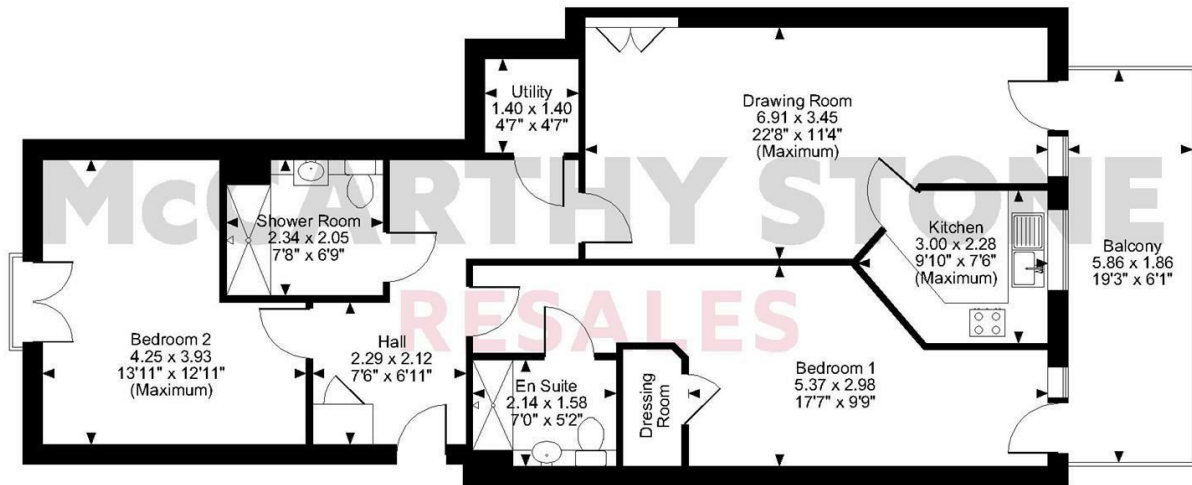 McCARTHY STONE
RESALES
Utility
1.40 x 1.40
4'7" x 4'7"
Drawing Room
6.91 x 3.45
22'8" x 11'4"
(Maximum)
Shower Room
2.34 x 2.05
7'8" x 6'9"
Kitchen
3.00 x 2.28
9'10" x 7'6"
(Maximum)
Balcony
5.86 x 1.86
19'3" x 6'1"
Bedroom 2
4.25 x 3.93
13'11" x 12'11"
(Maximum)
Hall
2.29 x 2.12
7'6" x 6'11"
En Suite
2.14 x 1.58
7'0" x 5'2"
Dressing
Room
Bedroom 1
5.37 x 2.98
17'7" x 9'9"